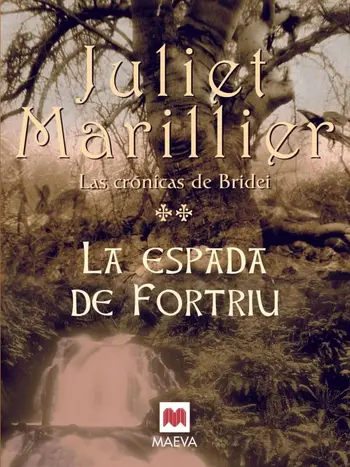 Juliet
Marillier
Las crónicas de Bridei
La espada
de Fortriu
MAEVA